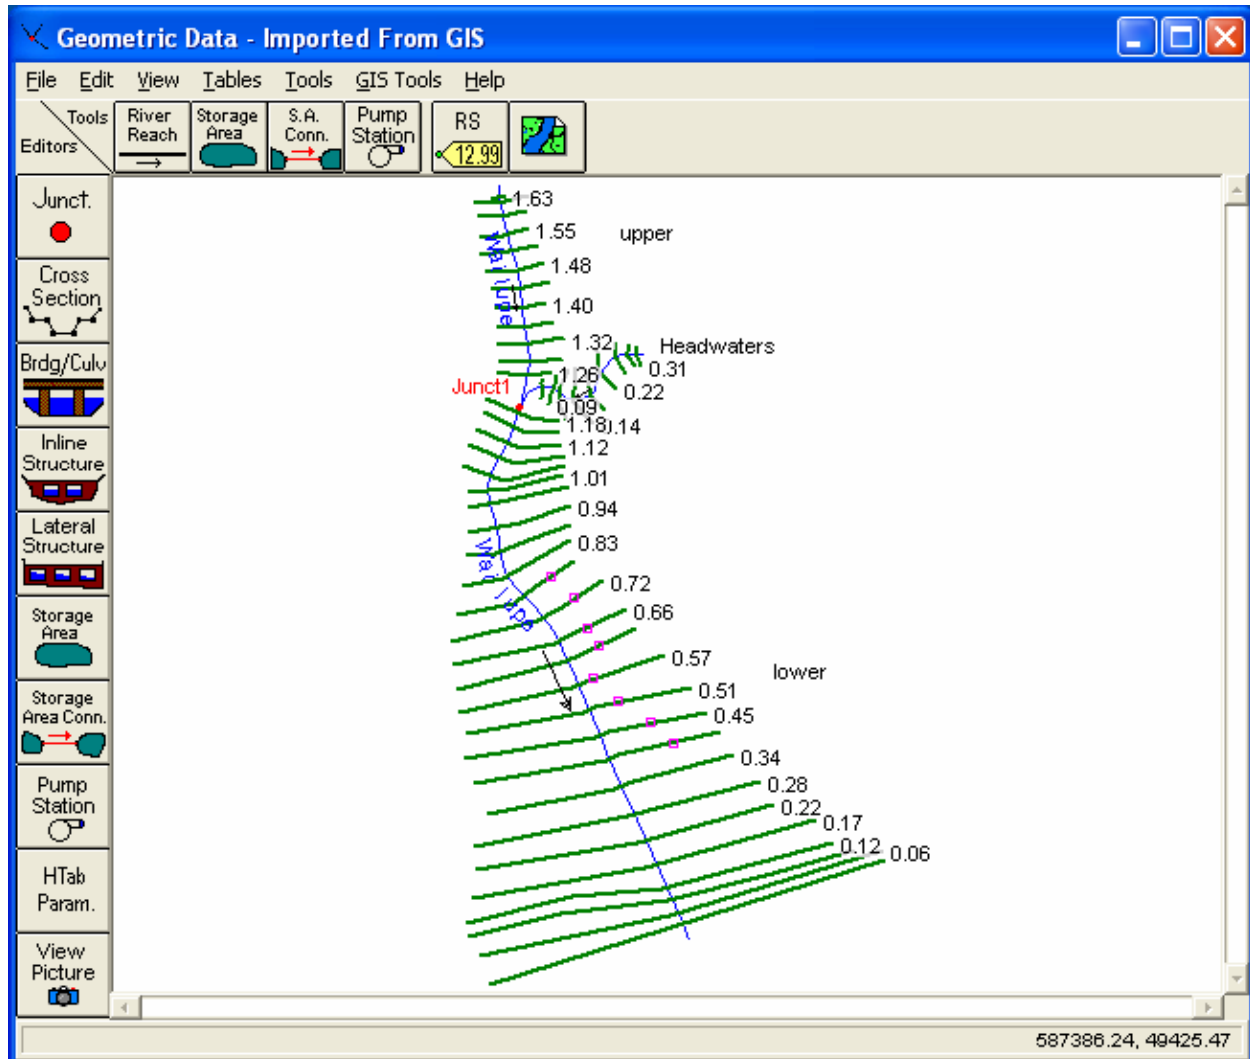 Geometric Data - Imported From GIS
File Edit View Tables Tools GIS Tools Help
Tools
Editors
River Reach
Storage Area
S.A. Conn.
Pump Station
RS
12.99
Junct.
Cross Section
Brdg/Culv
Inline Structure
Lateral Structure
Storage Area
Storage Area Conn.
Pump Station
HTab Param.
View Picture
1.63
1.55
upper
1.48
1.40
1.32
Headwaters
0.31
1.26
0.22
Junct1
0.09
1.18
0.14
1.12
1.01
0.94
0.83
0.72
0.66
0.57
lower
0.51
0.45
0.34
0.28
0.22
0.17
0.12
0.06
587386.24, 49425.47